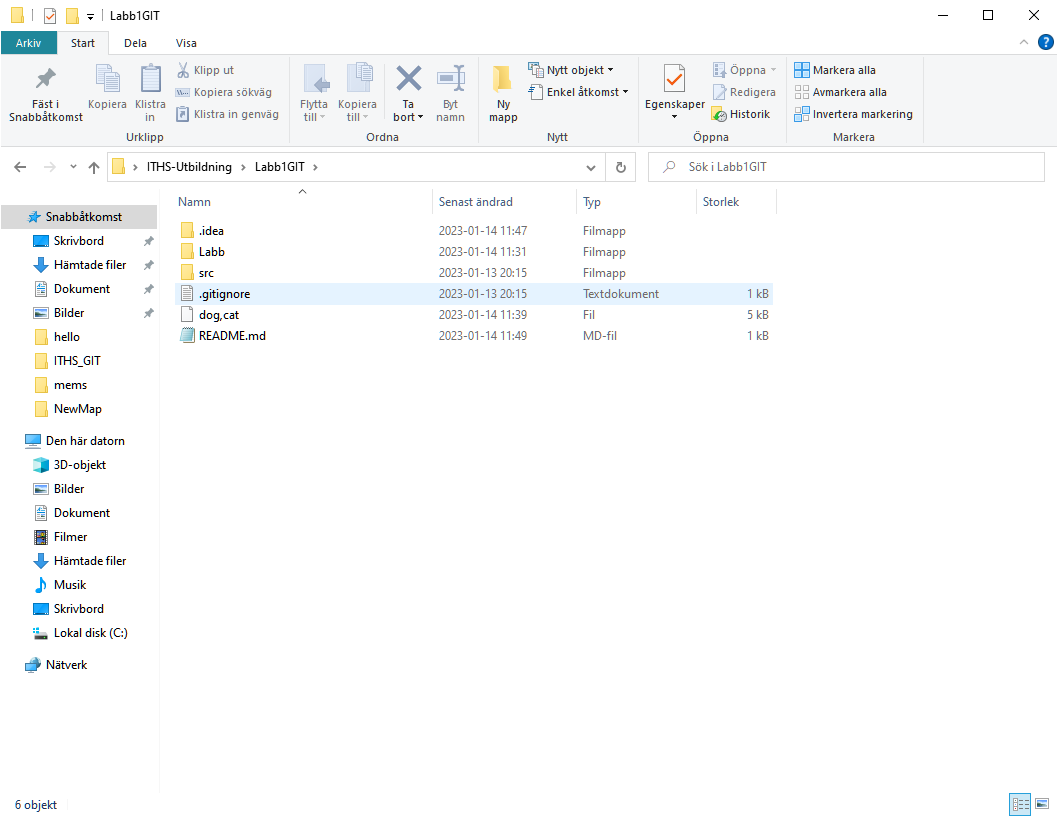 Labb1GIT
Arkiv Start Dela Visa
Fäst i Snabbåtkomst
Kopiera
Klistra in
Klipp ut
Kopiera sökväg
Klistra in genväg
Urklipp
Flytta till
Kopiera till
Ta bort
Byt namn
Ordna
Ny mapp
Nytt objekt
Enkel åtkomst
Nytt
Egenskaper
Öppna
Redigera
Historik
Öppna
Markera alla
Avmarkera alla
Invertera markering
Markera
ITHS-Utbildning > Labb1GIT >
Sök i Labb1GIT
Snabbåtkomst
Skrivbord
Hämtade filer
Dokument
Bilder
hello
ITHS_GIT
mems
NewMap
Den här datorn
3D-objekt
Bilder
Dokument
Filmer
Hämtade filer
Musik
Skrivbord
Lokal disk (C:)
Nätverk
Namn Senast ändrad Typ Storlek
.idea 2023-01-14 11:47 Filmapp
Labb 2023-01-14 11:31 Filmapp
src 2023-01-13 20:15 Filmapp
.gitignore 2023-01-13 20:15 Textdokument 1 kB
dog,cat 2023-01-14 11:39 Fil 5 kB
README.md 2023-01-14 11:49 MD-fil 1 kB
6 objekt